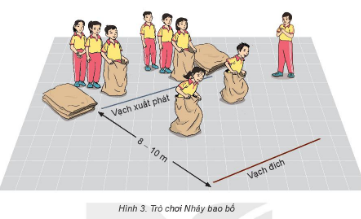 Vạch xuất phát
8 – 10 m
Vạch đích
Hình 3. Trò chơi Nhảy bao bố